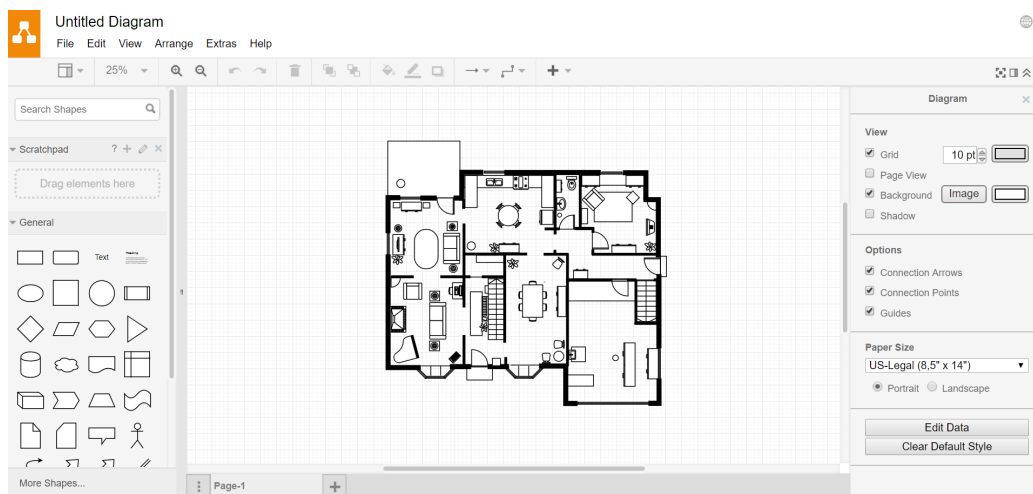 Untitled Diagram
File Edit View Arrange Extras Help
25%
Search Shapes
Scratchpad ?
Drag elements here
General
Text
More Shapes...
Page-1
Diagram
View
Grid 10 pt
Page View
Background Image
Shadow
Options
Connection Arrows
Connection Points
Guides
Paper Size
US-Legal (8,5" x 14")
Portrait Landscape
Edit Data
Clear Default Style